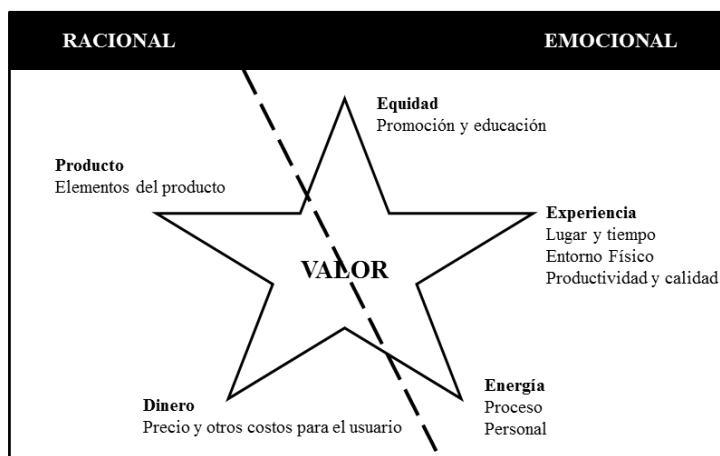 RACIONAL
EMOCIONAL
Equidad
Promoción y educación
Producto
Elementos del producto
Experiencia
Lugar y tiempo
Entorno Físico
Productividad y calidad
VALOR
Dinero
Precio y otros costos para el usuario
Energía
Proceso
Personal